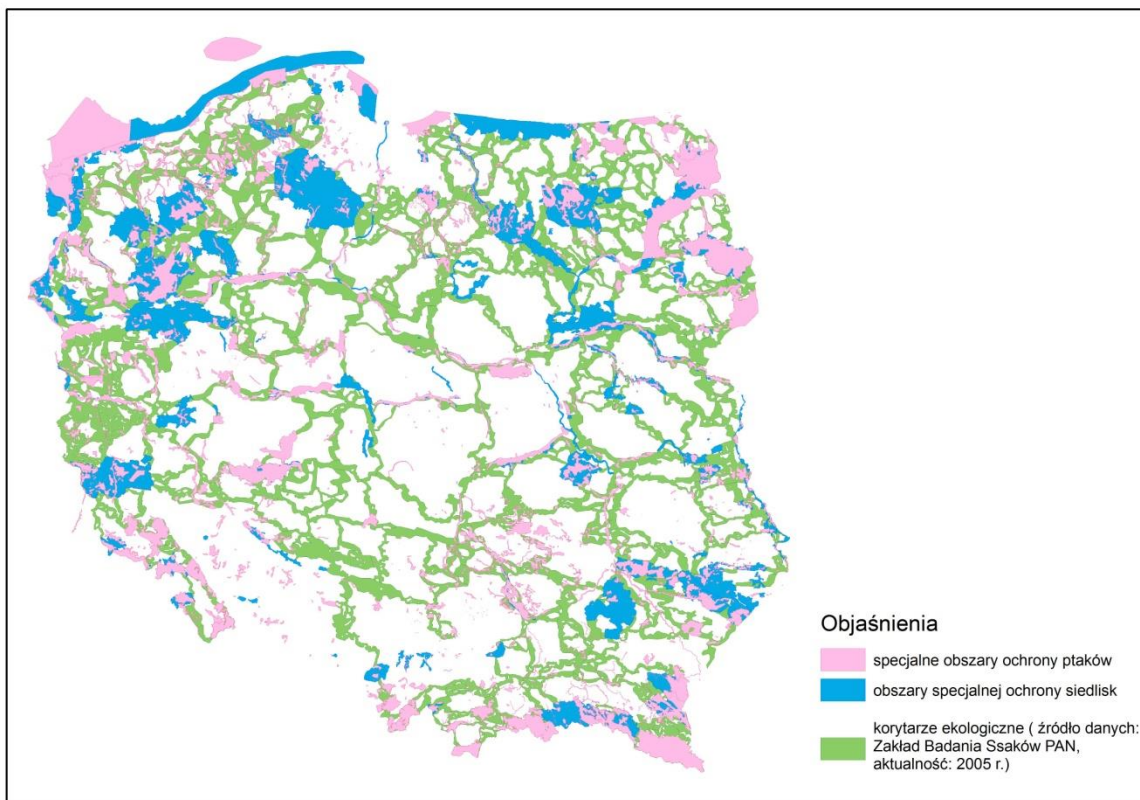 Objaśnienia
specjalne obszary ochrony ptaków
obszary specjalnej ochrony siedlisk
korytarze ekologiczne ( źródło danych:
Zakład Badania Ssaków PAN,
aktualność: 2005 r.)